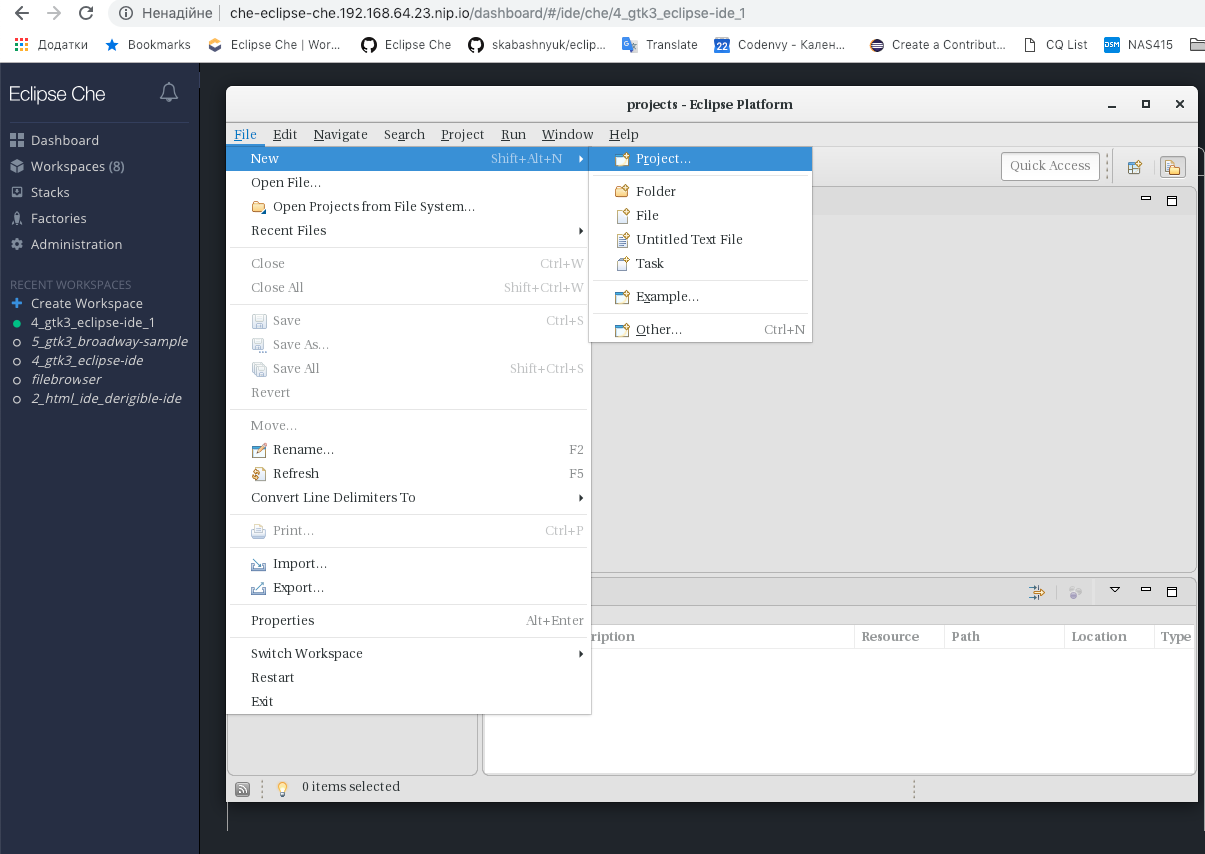 Ненадійне che-eclipse-che.192.168.64.23.nip.io/dashboard/#/ide/che/4_gtk3_eclipse-ide_1
Додатки Bookmarks Eclipse Che | Wor... Eclipse Che skabashnyuk/eclip... Translate 22 Codenvy - Кален... Create a Contribut... CQ List DSM NAS415
Eclipse Che
Dashboard
Workspaces (8)
Stacks
Factories
Administration
RECENT WORKSPACES
Create Workspace
4_gtk3_eclipse-ide_1
5_gtk3_broadway-sample
4_gtk3_eclipse-ide
filebrowser
2_html_ide_derigible-ide
projects - Eclipse Platform
File Edit Navigate Search Project Run Window Help
Quick Access
New Shift+Alt+N
Open File...
Open Projects from File System...
Recent Files
Close Ctrl+W
Close All Shift+Ctrl+W
Save Ctrl+S
Save As...
Save All Shift+Ctrl+S
Revert
Move...
Rename... F2
Refresh F5
Convert Line Delimiters To
Print... Ctrl+P
Import...
Export...
Properties Alt+Enter
Switch Workspace
Restart
Exit
Project...
Folder
File
Untitled Text File
Task
Example...
Other... Ctrl+N
ription Resource Path Location Type
0 items selected